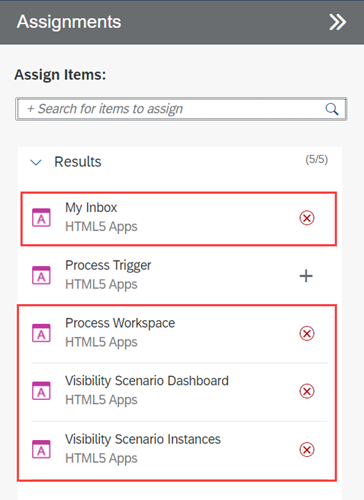 Assignments
Assign Items:
+ Search for items to assign
Results (5/5)
My Inbox
HTML5 Apps
Process Trigger
HTML5 Apps
Process Workspace
HTML5 Apps
Visibility Scenario Dashboard
HTML5 Apps
Visibility Scenario Instances
HTML5 Apps